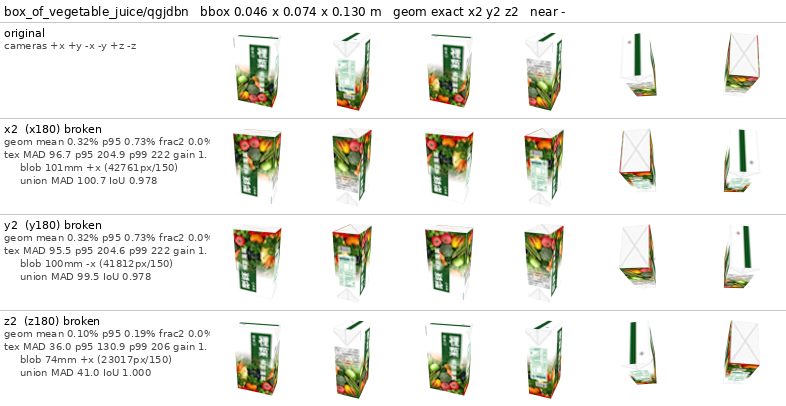 box_of_vegetable_juice/qgjdbn bbox 0.046 x 0.074 x 0.130 m geom exact x2 y2 z2 near -
original
cameras +x +y -x -y +z -z
x2 (x180) broken
geom mean 0.32% p95 0.73% frac2 0.0%
tex MAD 96.7 p95 204.9 p99 222 gain 1.
blob 101mm +x (42761px/150)
union MAD 100.7 IoU 0.978
y2 (y180) broken
geom mean 0.32% p95 0.73% frac2 0.0%
tex MAD 95.5 p95 204.6 p99 222 gain 1.
blob 100mm -x (41812px/150)
union MAD 99.5 IoU 0.978
z2 (z180) broken
geom mean 0.10% p95 0.19% frac2 0.0%
tex MAD 36.0 p95 130.9 p99 206 gain 1.
blob 74mm +x (23017px/150)
union MAD 41.0 IoU 1.000